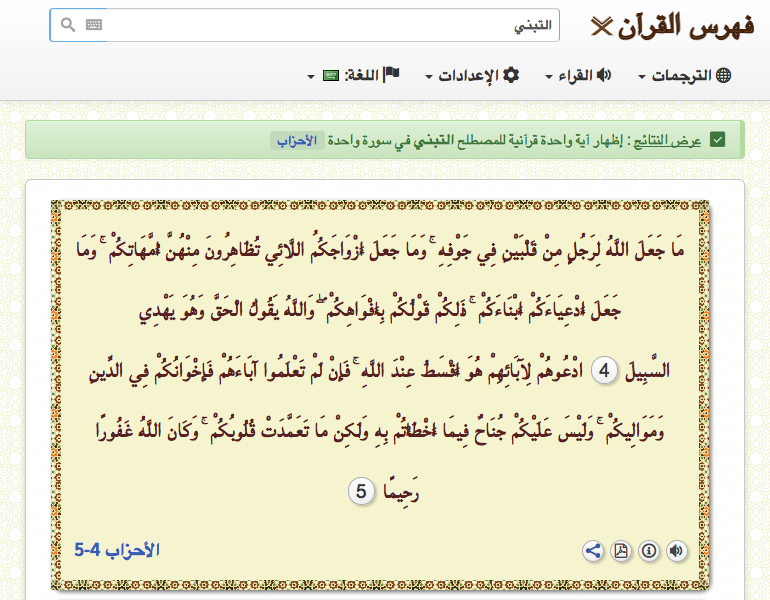 فهرس القرآن
التبني
الترجمات
القراء
الإعدادات
اللغة:
عرض النتائج : إظهار آية واحدة قرآنية للمصطلح التبني في سورة واحدة الأحزاب
مَا جَعَلَ اللَّهُ لِرَجُلٍ مِنْ قَلْبَيْنِ فِي جَوْفِهِ ۚ وَمَا جَعَلَ أَزْوَاجَكُمُ اللَّائِي تُظَاهِرُونَ مِنْهُنَّ أُمَّهَاتِكُمْ ۚ وَمَا
جَعَلَ أَدْعِيَاءَكُمْ أَبْنَاءَكُمْ ۚ ذَٰلِكُمْ قَوْلُكُمْ بِأَفْوَاهِكُمْ ۖ وَاللَّهُ يَقُولُ الْحَقَّ وَهُوَ يَهْدِي
السَّبِيلَ 4 ادْعُوهُمْ لِآبَائِهِمْ هُوَ أَقْسَطُ عِنْدَ اللَّهِ ۚ فَإِنْ لَمْ تَعْلَمُوا آبَاءَهُمْ فَإِخْوَانُكُمْ فِي الدِّينِ
وَمَوَالِيكُمْ ۚ وَلَيْسَ عَلَيْكُمْ جُنَاحٌ فِيمَا أَخْطَأْتُمْ بِهِ وَلَٰكِنْ مَا تَعَمَّدَتْ قُلُوبُكُمْ ۚ وَكَانَ اللَّهُ غَفُورًا
رَحِيمًا 5
الأحزاب 4-5